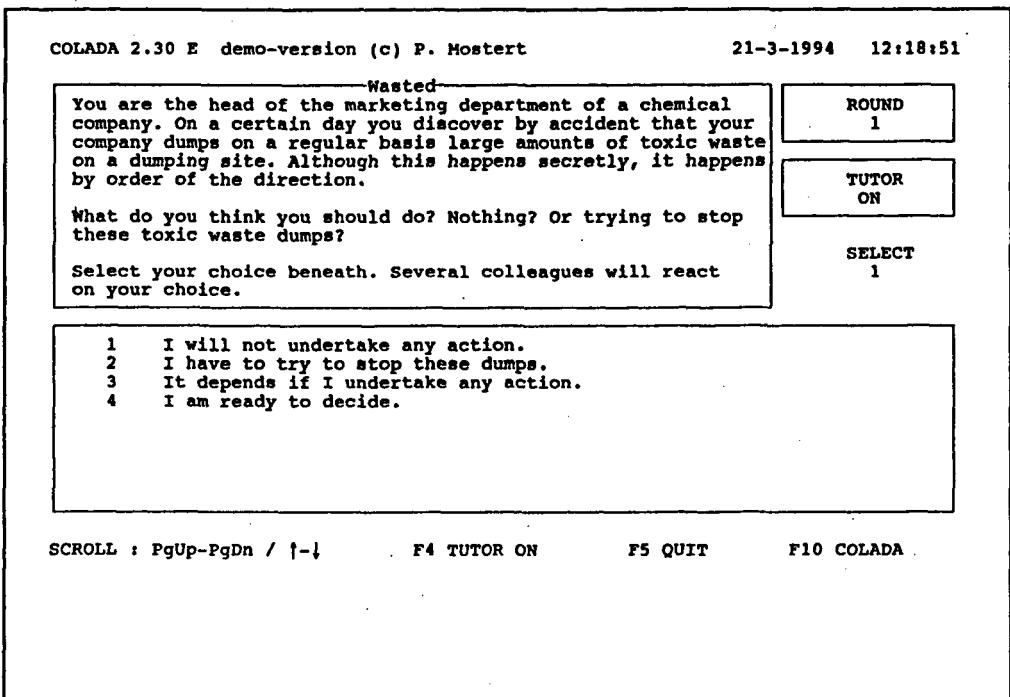 COLADA 2.30 E demo-version (c) P. Mostert 21-3-1994 12:18:51
Wasted
You are the head of the marketing department of a chemical
company. On a certain day you discover by accident that your
company dumps on a regular basis large amounts of toxic waste
on a dumping site. Although this happens secretly, it happens
by order of the direction.
What do you think you should do? Nothing? Or trying to stop
these toxic waste dumps?
Select your choice beneath. Several colleagues will react
on your choice.
ROUND
1
TUTOR
ON
SELECT
1
1 I will not undertake any action.
2 I have to try to stop these dumps.
3 It depends if I undertake any action.
4 I am ready to decide.
SCROLL : PgUp-PgDn / ↑-↓ F4 TUTOR ON F5 QUIT F10 COLADA